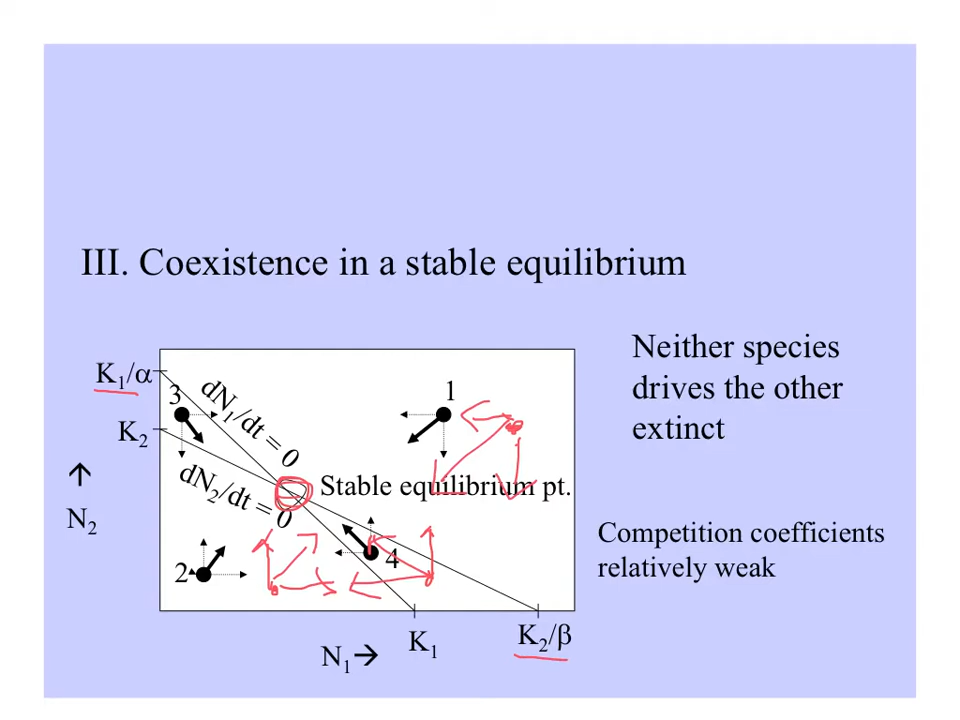 III. Coexistence in a stable equilibrium
Neither species
drives the other
extinct
K1/α
3
dN1/dt = 0
1
K2
dN2/dt = 0
Stable equilibrium pt.
↑
N2
Competition coefficients
relatively weak
2
4
K1
K2/β
N1→